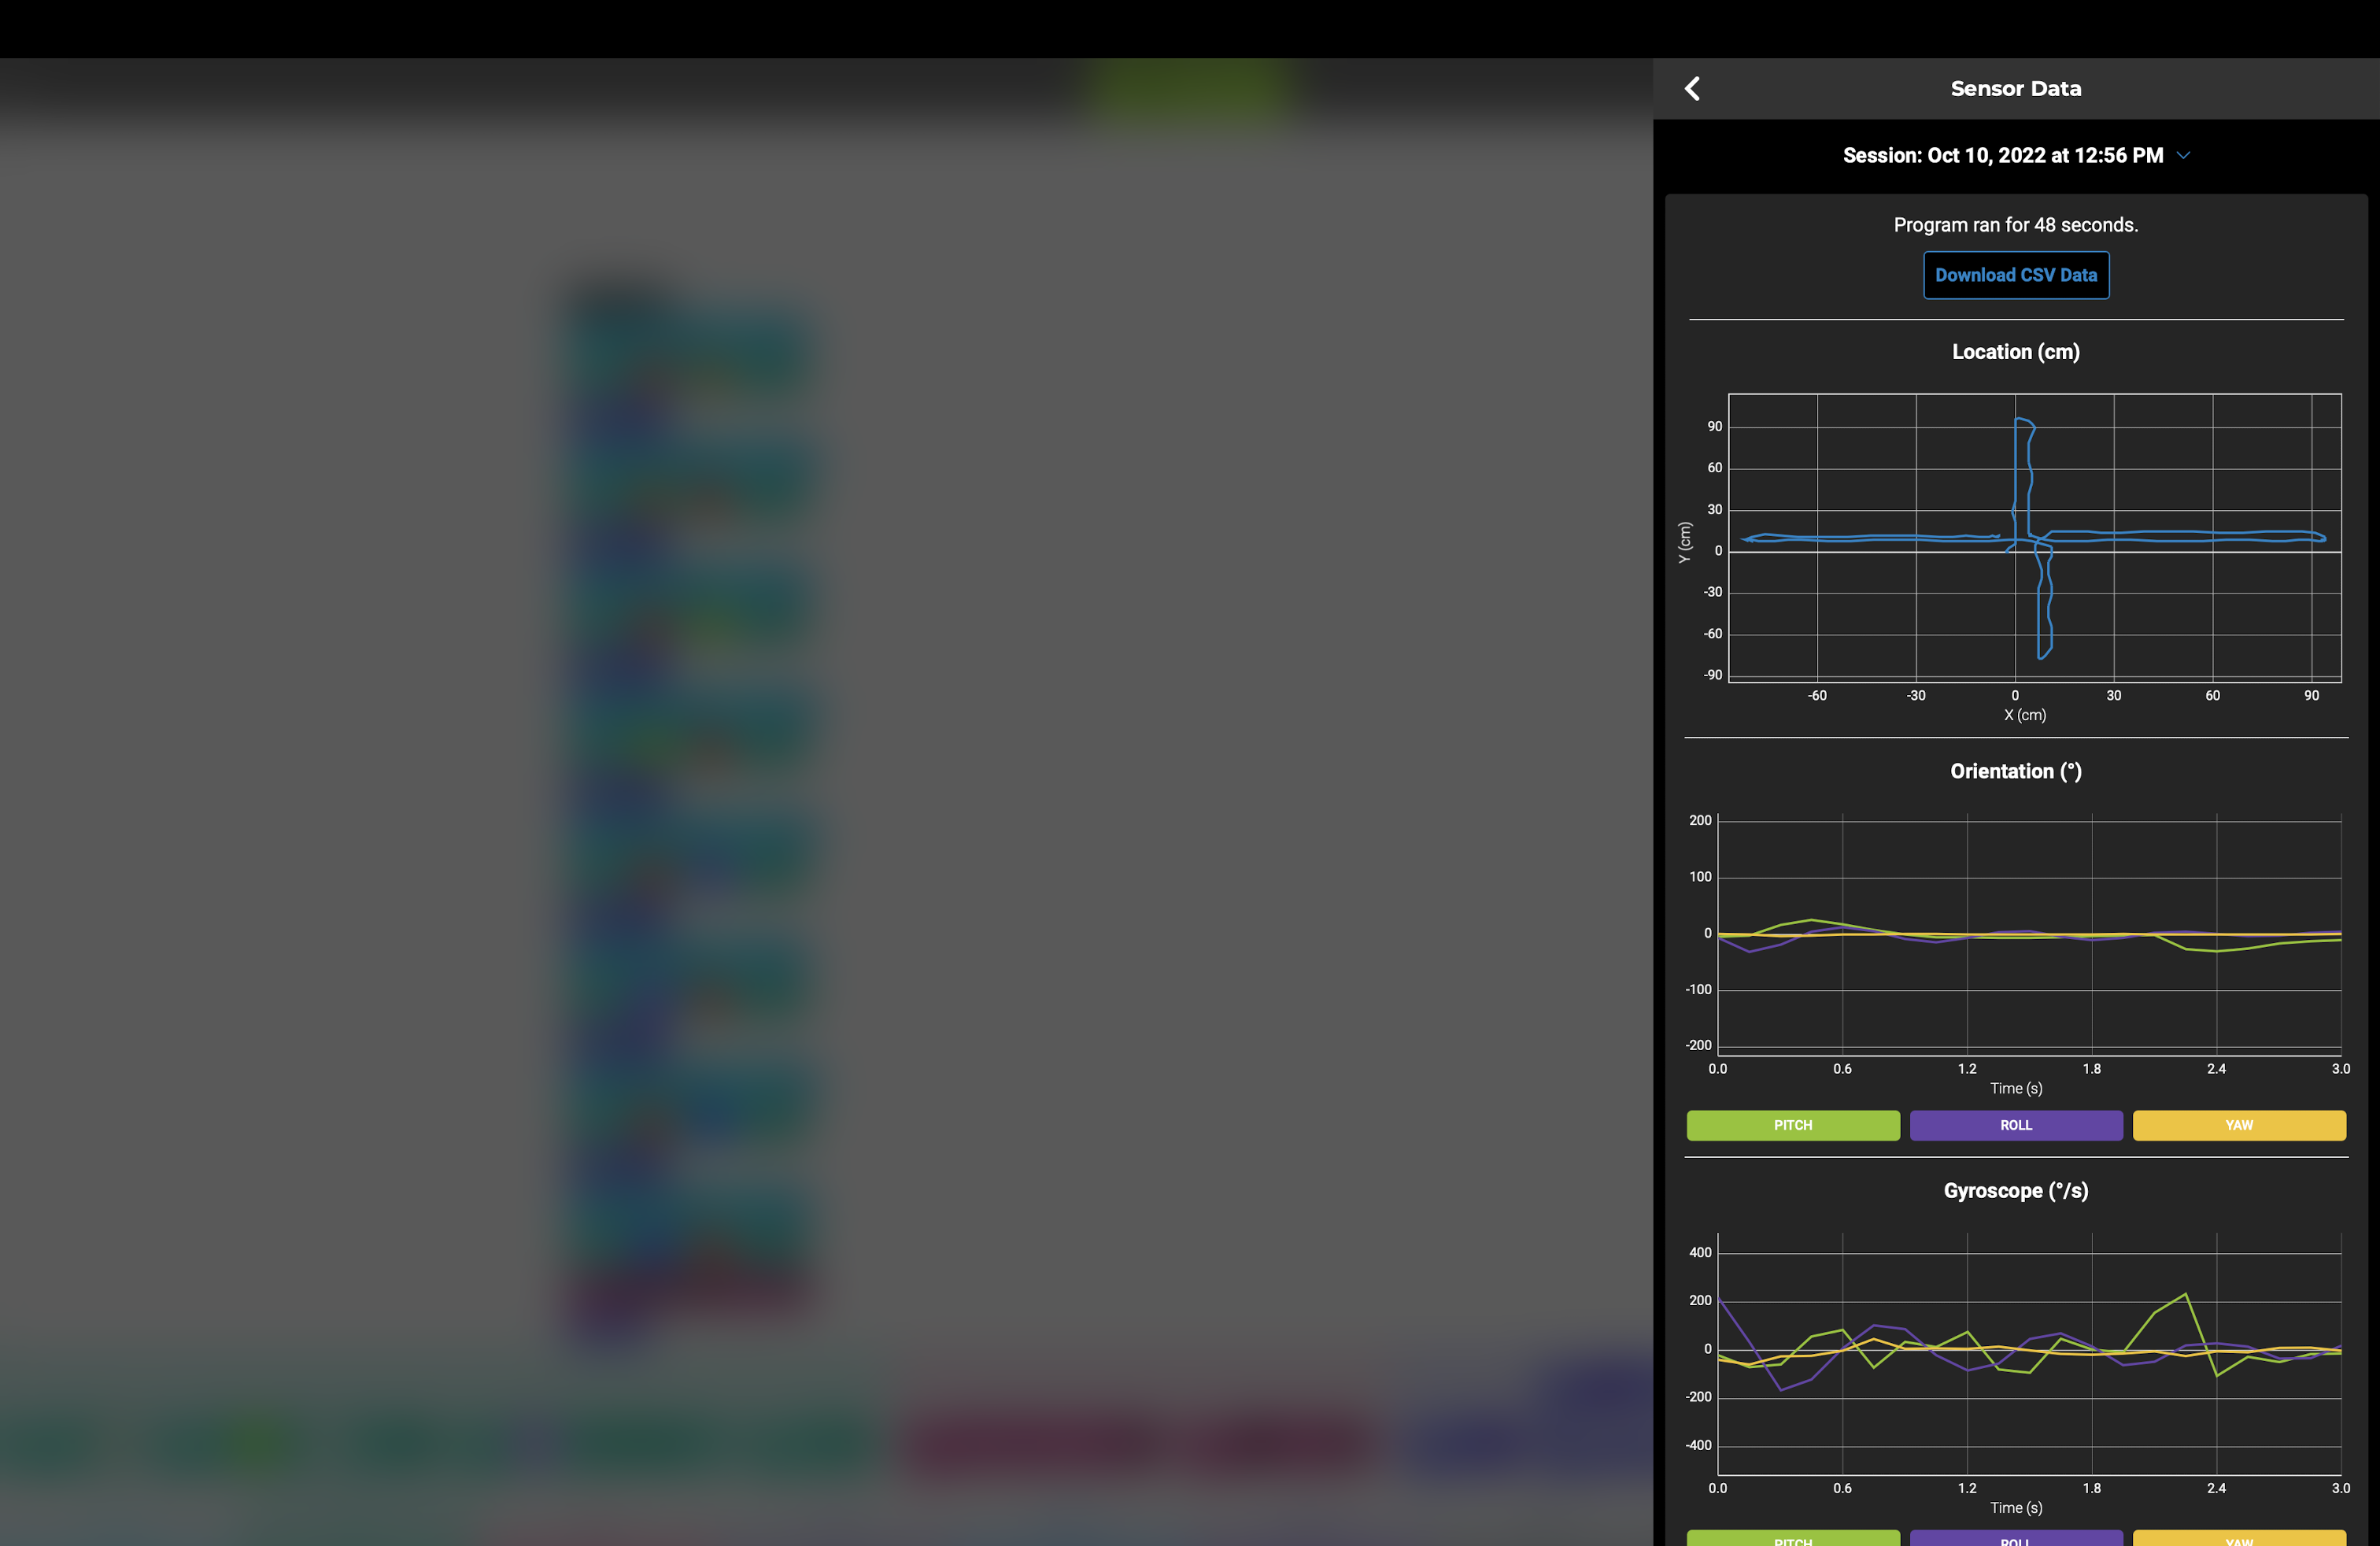 Sensor Data
Session: Oct 10, 2022 at 12:56 PM
Program ran for 48 seconds.
Download CSV Data
Location (cm)
90
60
30
0
-30
-60
-90
Y (cm)
-60 -30 0 30 60 90
X (cm)
Orientation (°)
200
100
0
-100
-200
0.0 0.6 1.2 1.8 2.4 3.0
Time (s)
PITCH ROLL YAW
Gyroscope (°/s)
400
200
0
-200
-400
0.0 0.6 1.2 1.8 2.4 3.0
Time (s)
PITCH ROLL YAW